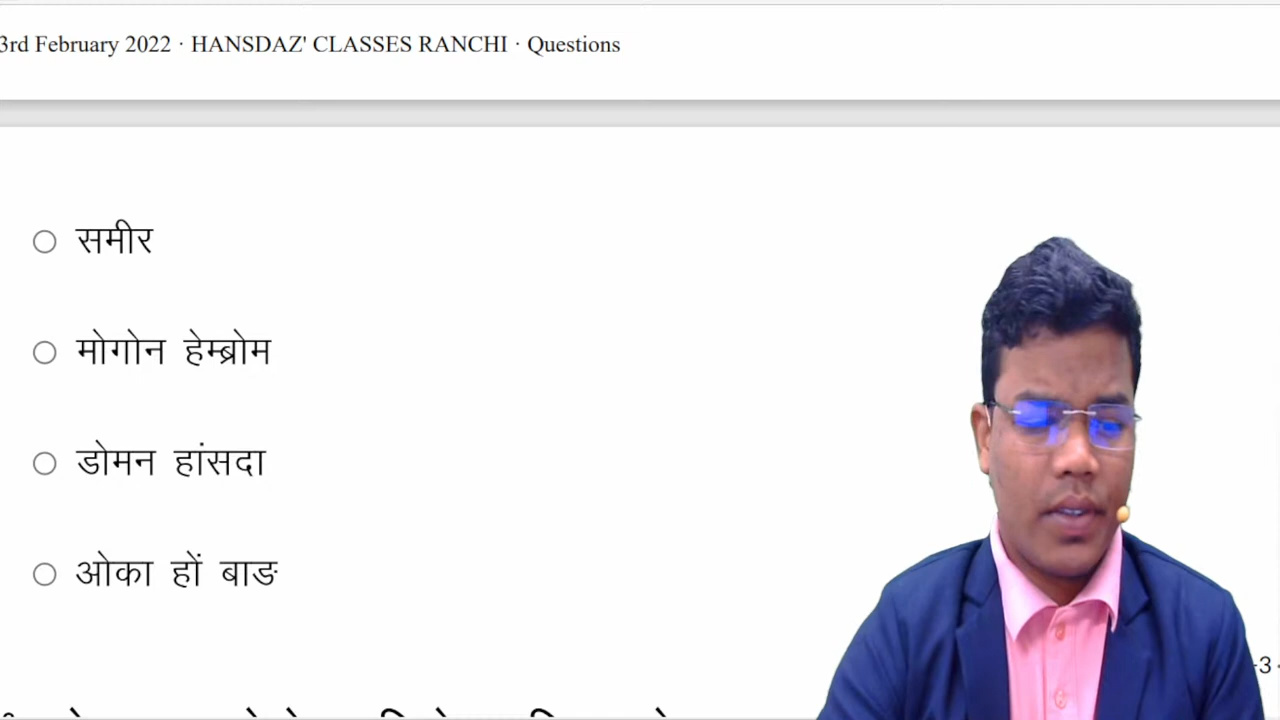 3rd February 2022 · HANSDAZ' CLASSES RANCHI · Questions
समीर
मोगोन हेम्ब्रोम
डोमन हांसदा
ओका हों बाङ
-3